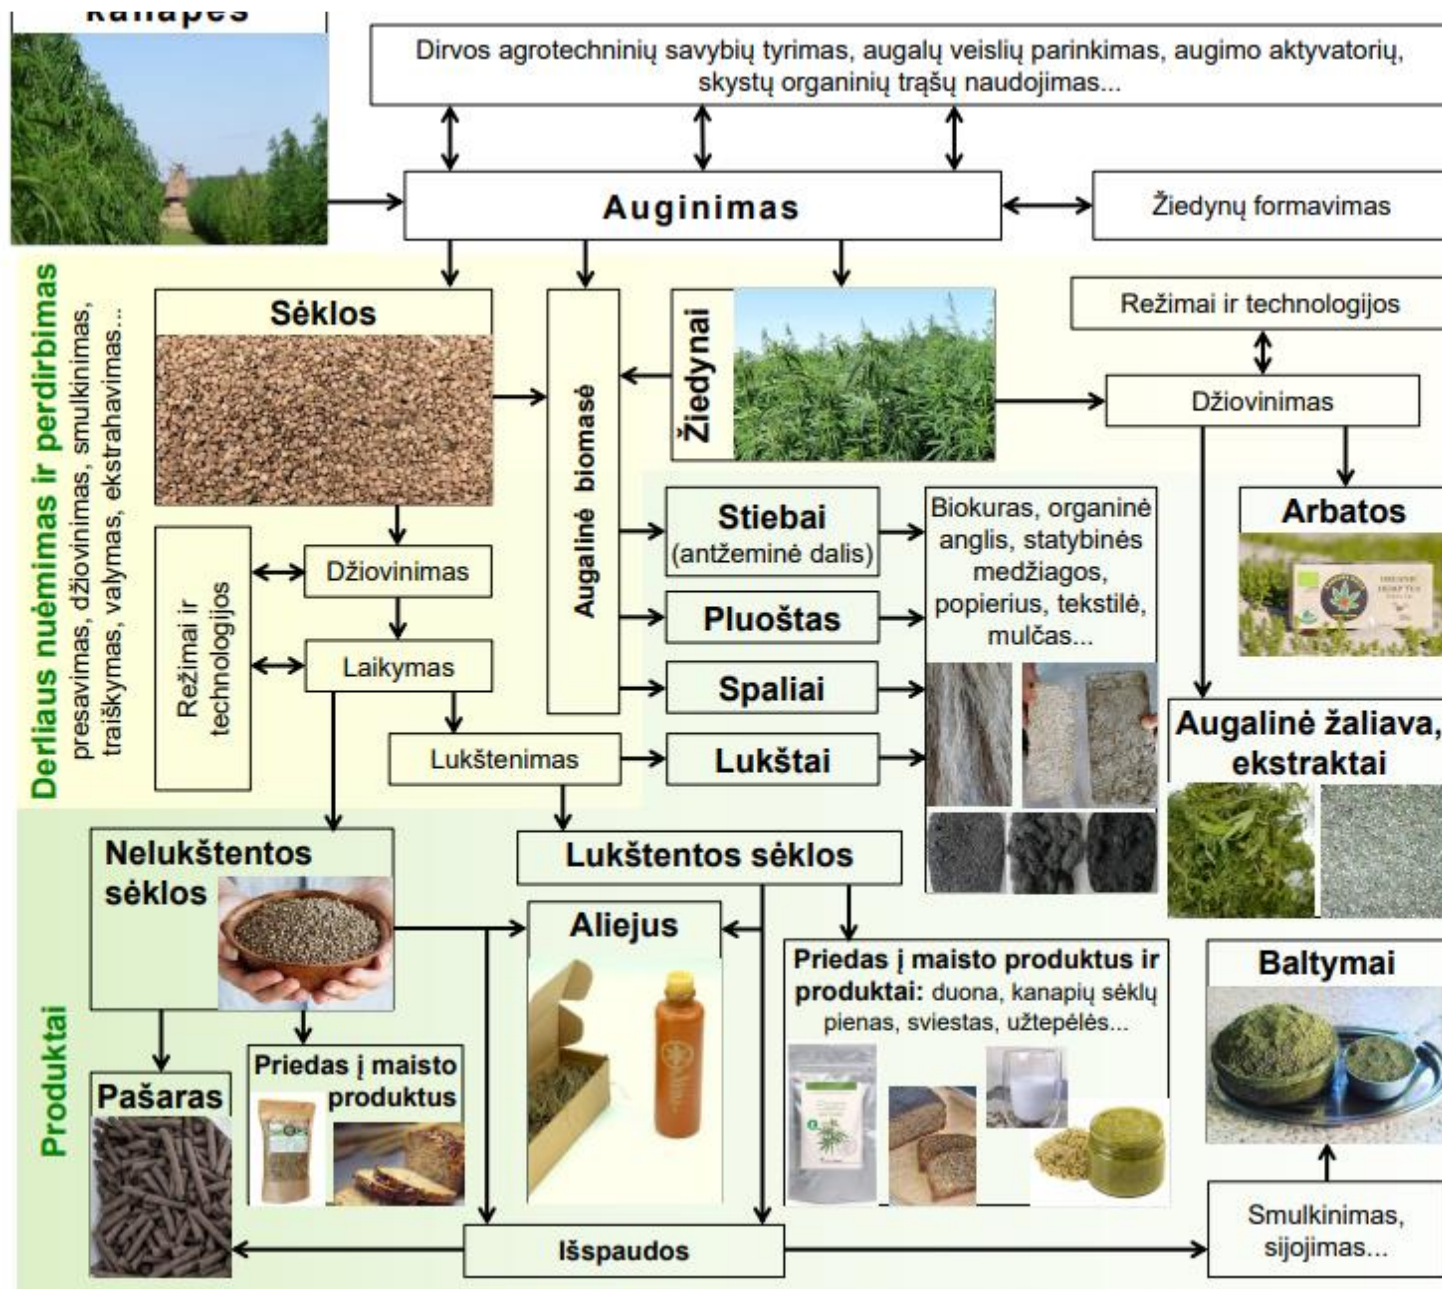 kanapės
Dirvos agrotechninių savybių tyrimas, augalų veislių parinkimas, augimo aktyvatorių,
skystų organinių trąšų naudojimas...
Auginimas
Žiedynų formavimas
Derliaus nuėmimas ir perdirbimas
presavimas, džiovinimas, smulkinimas,
traiškymas, valymas, ekstrahavimas...
Sėklos
Augalinė biomasė
Žiedynai
Režimai ir technologijos
Džiovinimas
Stiebai
(antžeminė dalis)
Pluoštas
Spaliai
Lukštai
Biokuras, organinė
anglis, statybinės
medžiagos,
popierius, tekstilė,
mulčas...
Arbatos
ORGANIC
HEMP TEA
Režimai ir
technologijos
Džiovinimas
Laikymas
Lukštenimas
Augalinė žaliava,
ekstraktai
Produktai
Nelukštentos
sėklos
Lukštentos sėklos
Aliejus
Priedas į maisto produktus ir
produktai: duona, kanapių sėklų
pienas, sviestas, užtepėlės...
Baltymai
Pašaras
Priedas į maisto
produktus
Išspaudos
Smulkinimas,
sijojimas...